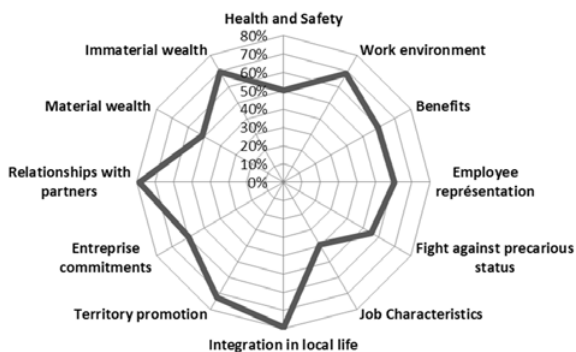 Health and Safety
80%
70%
60%
50%
40%
30%
20%
10%
0%
Work environment
Benefits
Employee
représentation
Fight against precarious
status
Job Characteristics
Integration in local life
Territory promotion
Entreprise
commitments
Relationships with
partners
Material wealth
Immaterial wealth